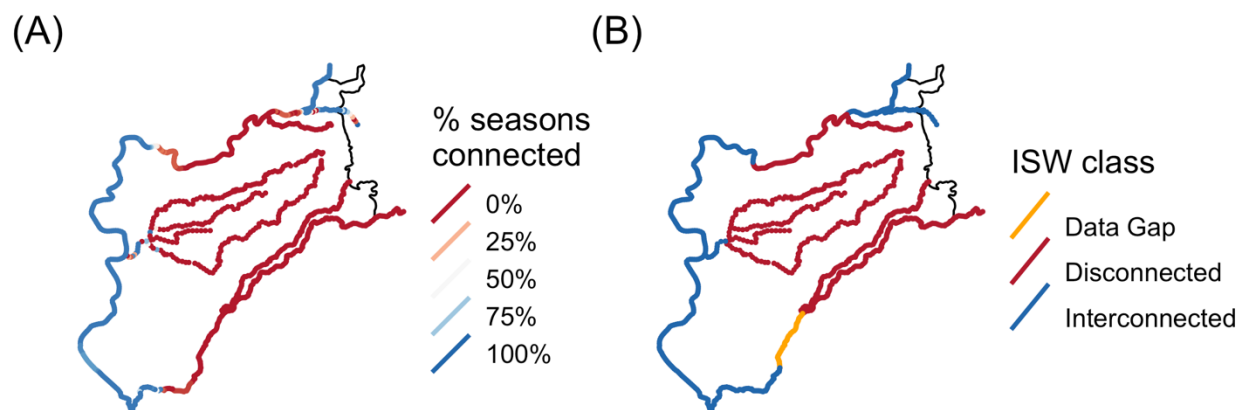 (A)
(B)
% seasons
connected
0%
25%
50%
75%
100%
ISW class
Data Gap
Disconnected
Interconnected